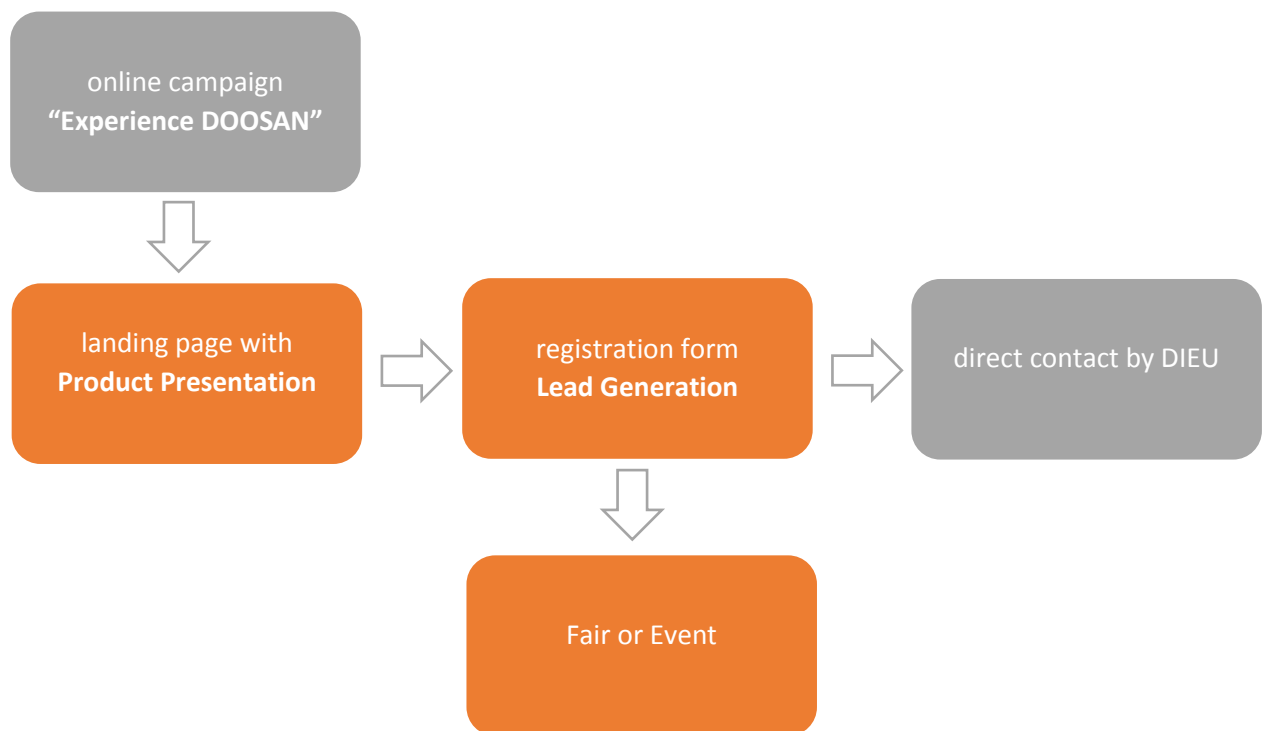 online campaign
“Experience DOOSAN”
landing page with
Product Presentation
registration form
Lead Generation
direct contact by DIEU
Fair or Event